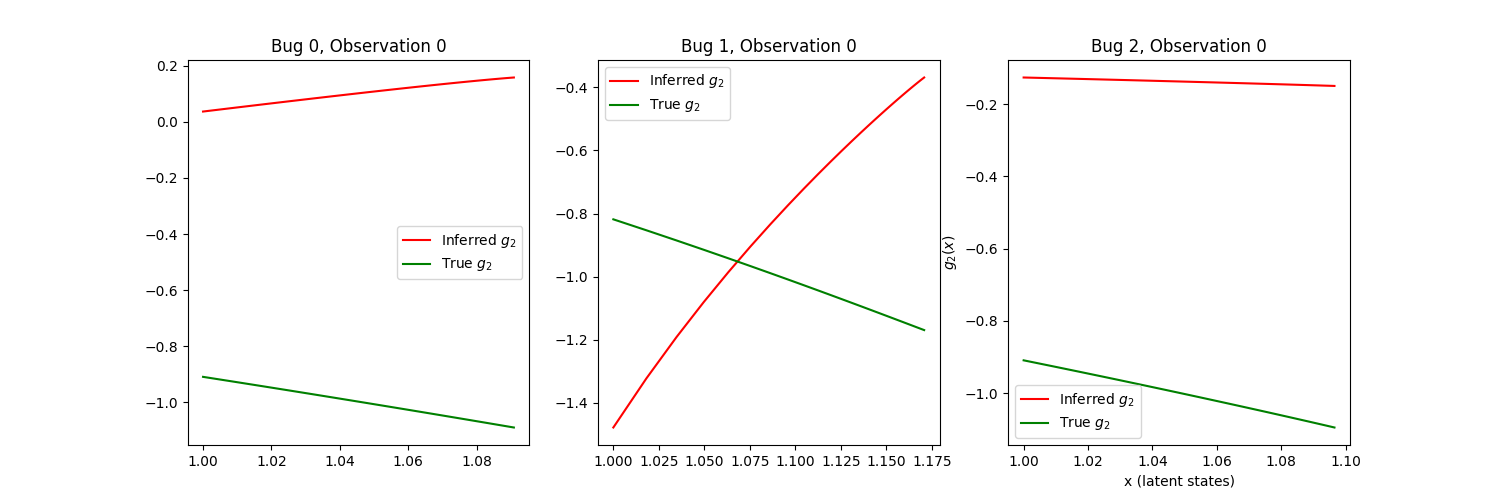 Bug 0, Observation 0
0.2
0.0
−0.2
−0.4
−0.6
−0.8
−1.0
Inferred g₂
True g₂
1.00 1.02 1.04 1.06 1.08
Bug 1, Observation 0
Inferred g₂
True g₂
−0.4
−0.6
−0.8
−1.0
−1.2
−1.4
1.000 1.025 1.050 1.075 1.100 1.125 1.150 1.175
Bug 2, Observation 0
g₂(x)
−0.2
−0.4
−0.6
−0.8
−1.0
Inferred g₂
True g₂
1.00 1.02 1.04 1.06 1.08 1.10
x (latent states)